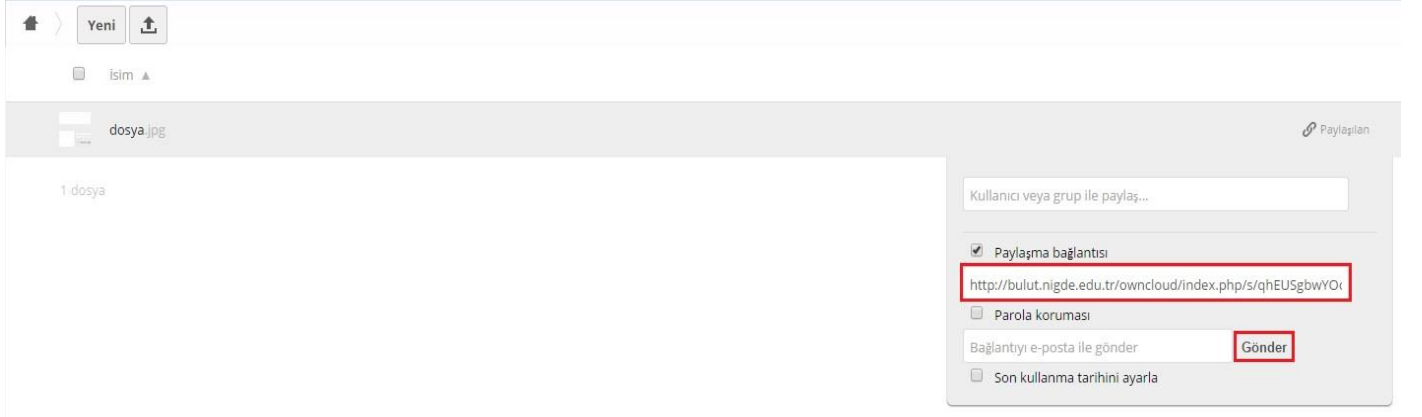 Yeni
İsim ▲
dosya.jpg
Paylaşılan
1 dosya
Kullanıcı veya grup ile paylaş...
Paylaşma bağlantısı
http://bulut.nigde.edu.tr/owncloud/index.php/s/qhEUSgbwYO
Parola koruması
Bağlantıyı e-posta ile gönder
Gönder
Son kullanma tarihini ayarla